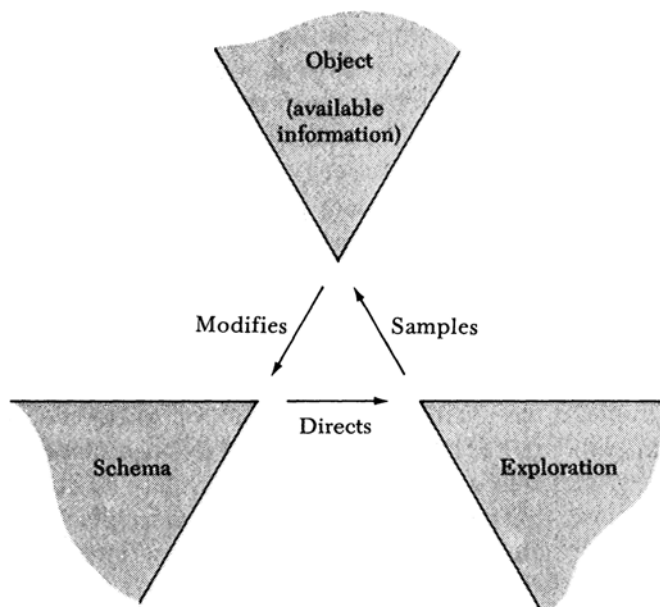 Object
(available
information)
Modifies
Samples
Directs
Schema
Exploration